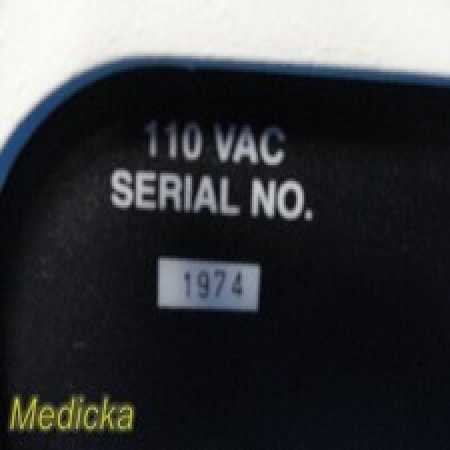 110 VAC
SERIAL NO.
1974
Medicka